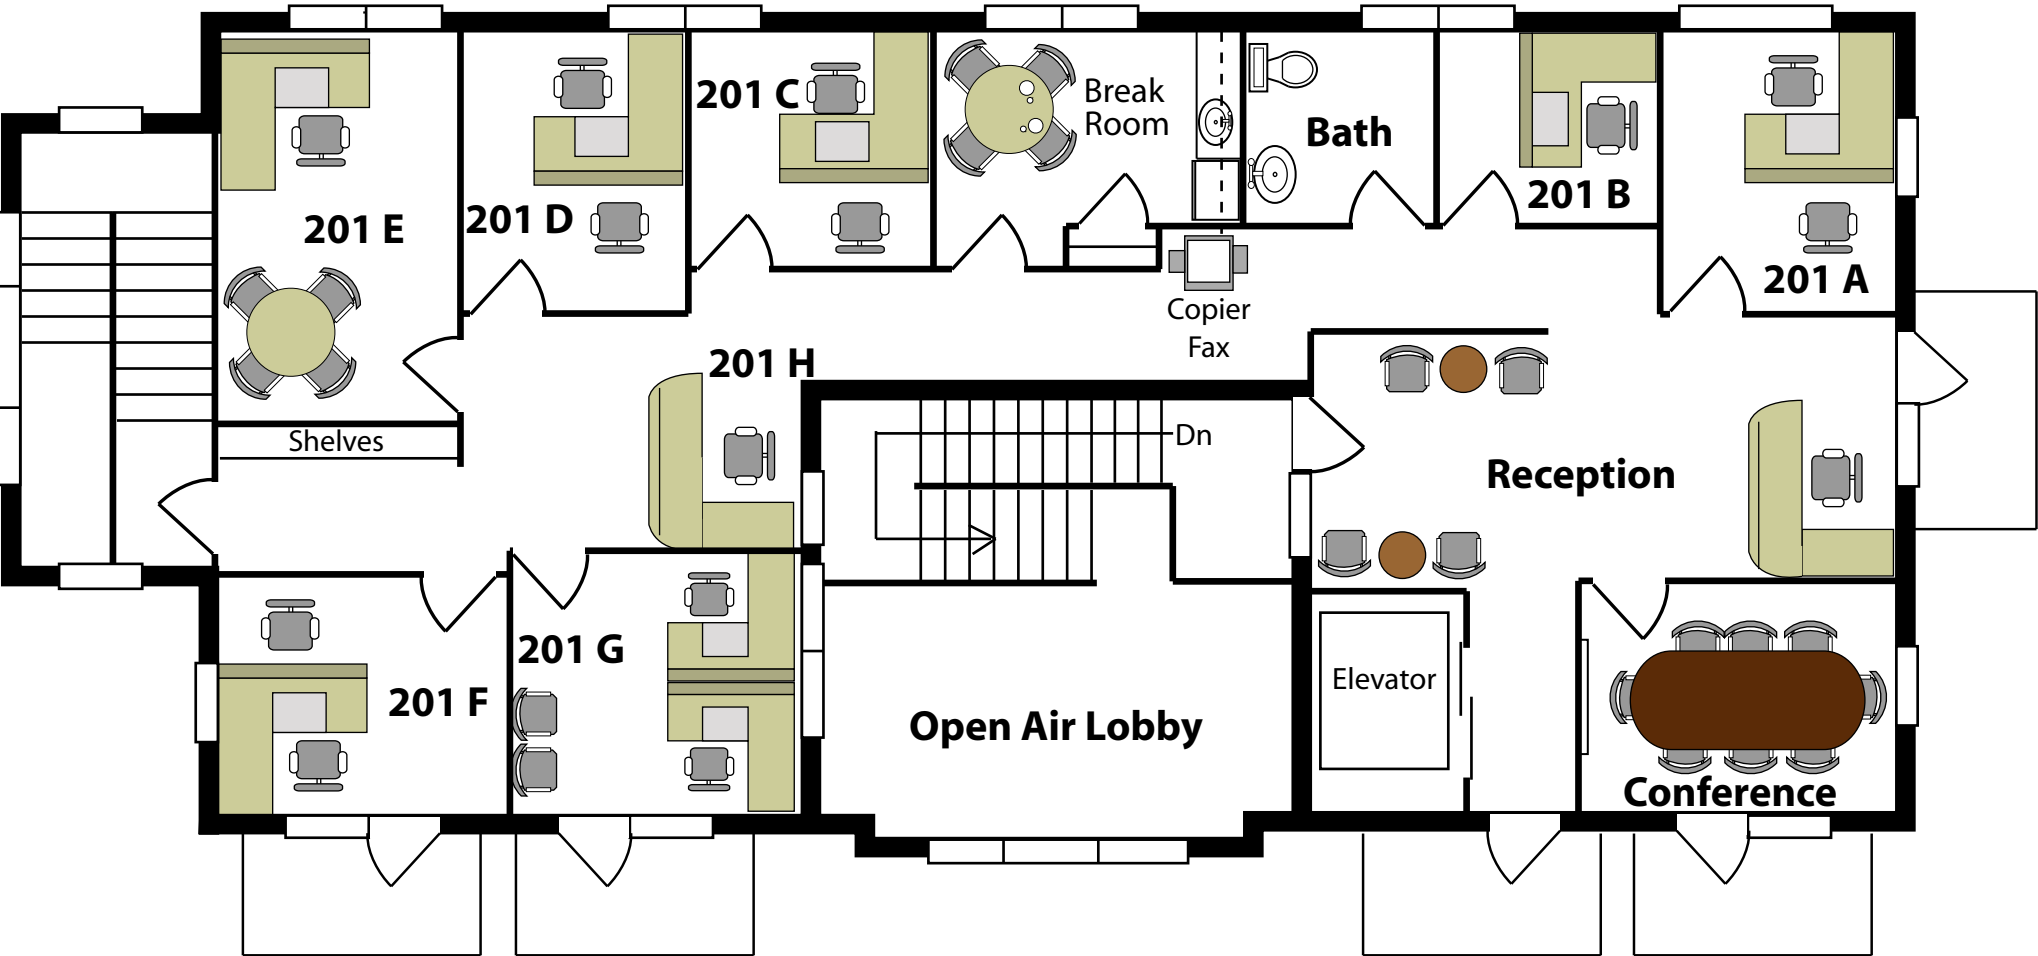 201 C
Break
Room
Bath
201 B
201 E
201 D
201 A
Copier
Fax
201 H
Shelves
Dn
Reception
201 G
Elevator
201 F
Open Air Lobby
Conference